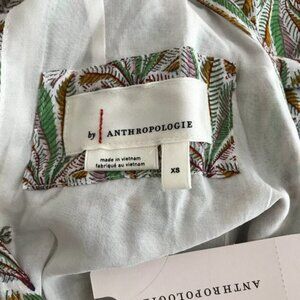 by ANTHROPOLOGIE
made in vietnam
fabriqué au vietnam
XS
ANTHROPOLOGIE